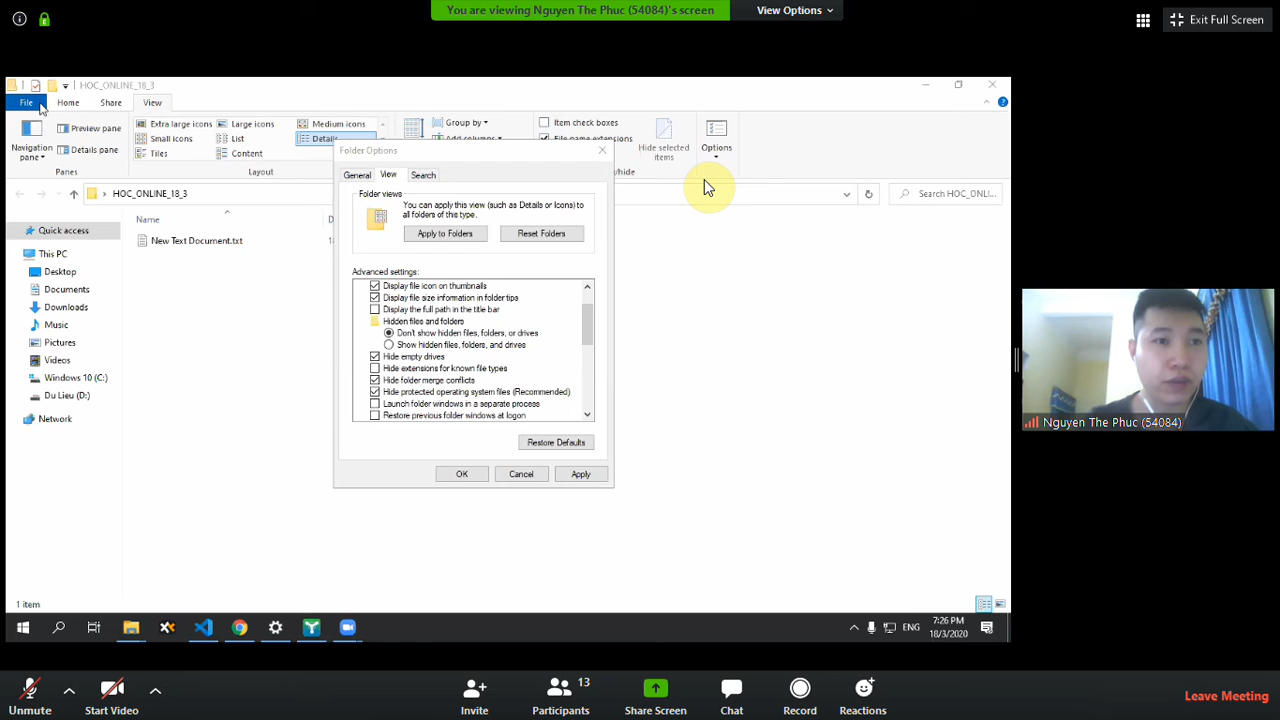 You are viewing Nguyen The Phuc (54084)'s screen
View Options
Exit Full Screen
HOC_ONLINE_18_3
File
Home
Share
View
Navigation pane
Preview pane
Details pane
Panes
Extra large icons
Large icons
Medium icons
Small icons
List
Details
Tiles
Content
Layout
Group by
Add columns
Item check boxes
File name extensions
Hide selected items
Options
HOC_ONLINE_18_3
Search HOC_ONLI...
Quick access
This PC
Desktop
Documents
Downloads
Music
Pictures
Videos
Windows 10 (C:)
Du Lieu (D:)
Network
Name
New Text Document.txt
Folder Options
General
View
Search
Folder views
You can apply this view (such as Details or Icons) to
all folders of this type.
Apply to Folders
Reset Folders
Advanced settings:
Display file icon on thumbnails
Display file size information in folder tips
Display the full path in the title bar
Hidden files and folders
Don't show hidden files, folders, or drives
Show hidden files, folders, and drives
Hide empty drives
Hide extensions for known file types
Hide folder merge conflicts
Hide protected operating system files (Recommended)
Launch folder windows in a separate process
Restore previous folder windows at logon
Restore Defaults
OK
Cancel
Apply
1 item
ENG
7:26 PM
18/3/2020
Nguyen The Phuc (54084)
Unmute
Start Video
Invite
Participants
13
Share Screen
Chat
Record
Reactions
Leave Meeting